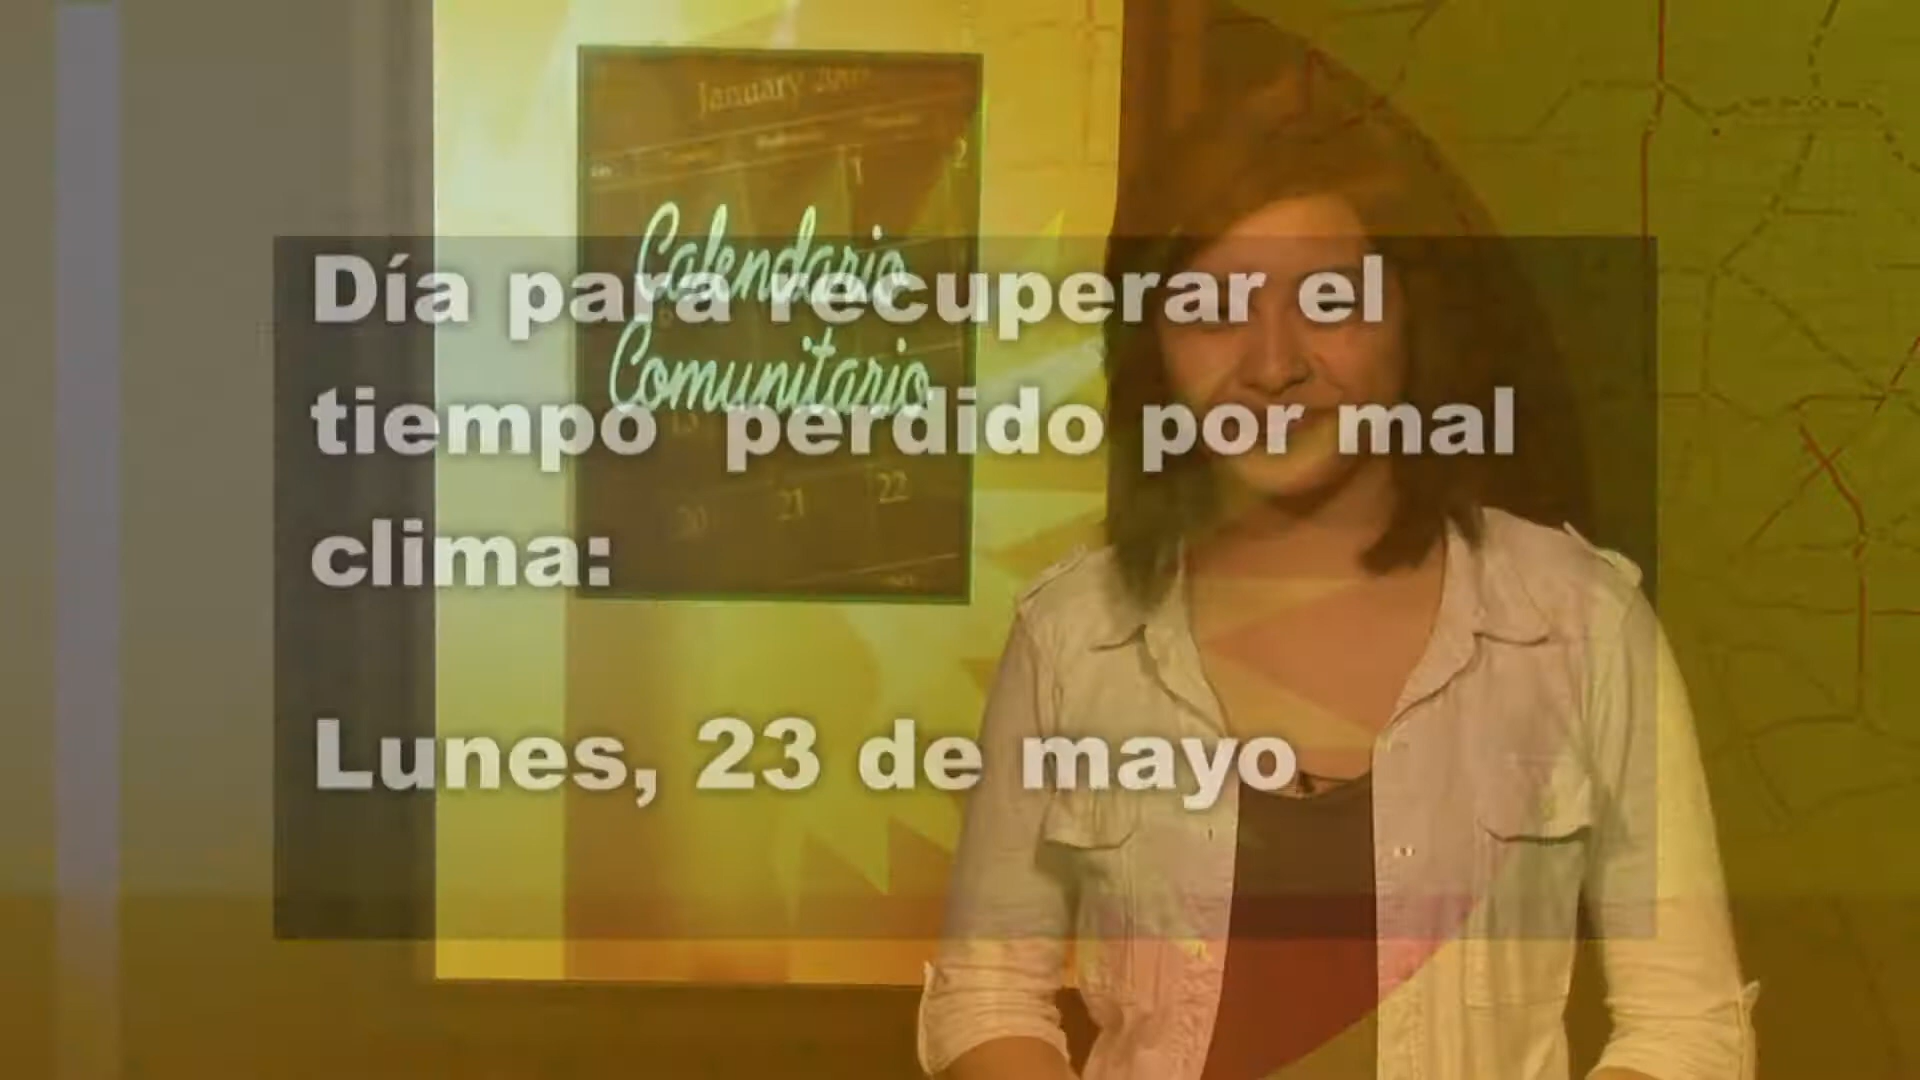 January
1
2
Calendario
Comunitario
20 21 22
Día para recuperar el
tiempo perdido por mal
clima:
Lunes, 23 de mayo